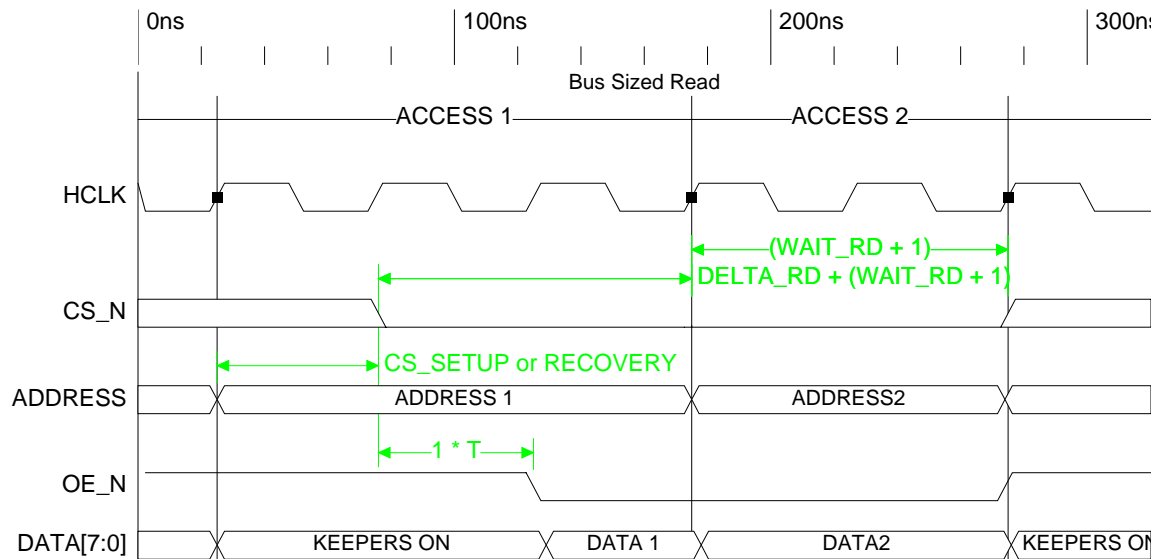 0ns 100ns 200ns 300ns
Bus Sized Read
ACCESS 1 ACCESS 2
HCLK
(WAIT_RD + 1)
DELTA_RD + (WAIT_RD + 1)
CS_N
CS_SETUP or RECOVERY
ADDRESS ADDRESS 1 ADDRESS2
1 * T
OE_N
DATA[7:0] KEEPERS ON DATA 1 DATA2 KEEPERS ON